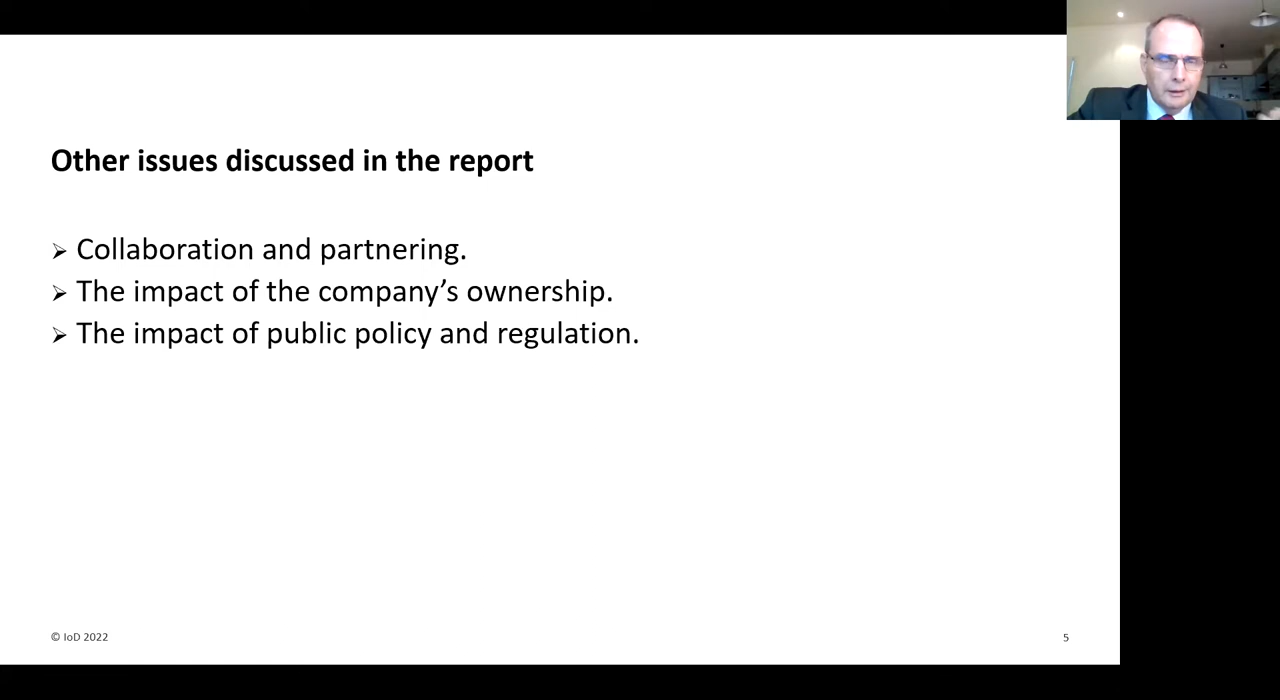 Other issues discussed in the report
➢ Collaboration and partnering.
➢ The impact of the company’s ownership.
➢ The impact of public policy and regulation.
© IoD 2022
5